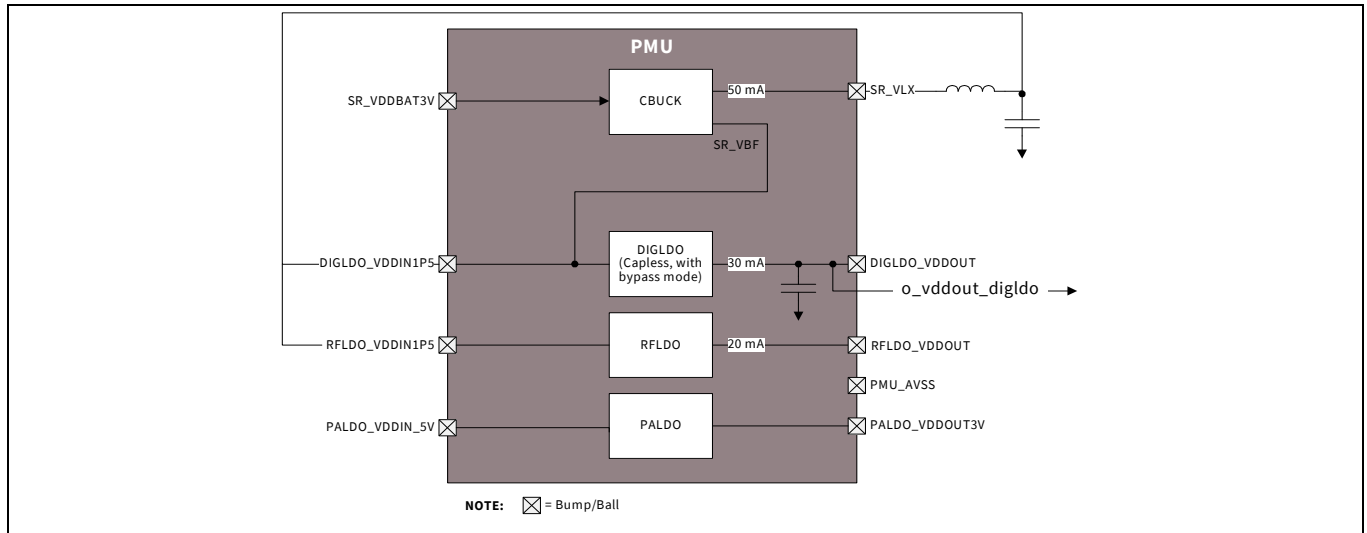 PMU
SR_VDDBAT3V
CBUCK
50 mA
SR_VLX
SR_VBF
DIGLDO_VDDIN1P5
DIGLDO
(Capless, with
bypass mode)
30 mA
DIGLDO_VDDOUT
o_vddout_digldo
RFLDO_VDDIN1P5
RFLDO
20 mA
RFLDO_VDDOUT
PMU_AVSS
PALDO_VDDIN_5V
PALDO
PALDO_VDDOUT3V
NOTE: = Bump/Ball